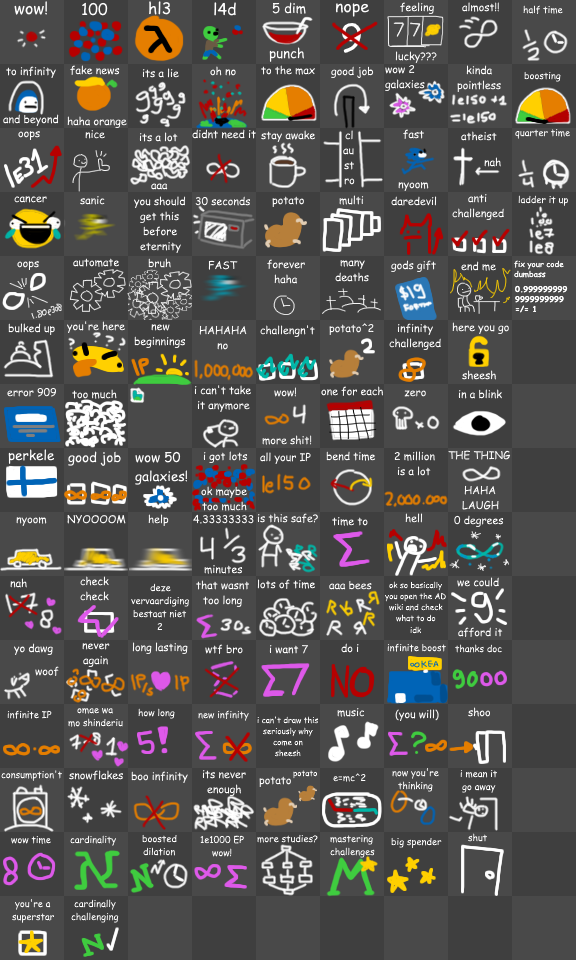 wow!
100
hl3
λ
l4d
5 dim
punch
nope
9
feeling
7 7
lucky???
almost!!
half time
1/2
to infinity
and beyond
fake news
haha orange
its a lie
oh no
to the max
good job
wow 2
galaxies
kinda
pointless
1e150 +1
=1e150
boosting
oops
1e31
nice
its a lot
aaa
didnt need it
stay awake
cl
au
st
ro
fast
nyoom
atheist
nah
quarter time
1/4
cancer
sanic
you should
get this
before
eternity
30 seconds
potato
multi
daredevil
anti
challenged
ladder it up
1e7
1e8
oops
1.80e308
automate
bruh
FAST
forever
haha
many
deaths
gods gift
$19
end me
fix your code
dumbass
0.999999999
9999999999
=/= 1
bulked up
you're here
? ? ? ?
new
beginnings
IP
HAHAHA
no
1,000,000
challengn't
potato^2
2
infinity
challenged
here you go
sheesh
error 909
too much
i can't take
it anymore
wow!
∞4
more shit!
one for each
zero
x0
in a blink
perkele
good job
wow 50
galaxies!
i got lots
ok maybe
too much
all your IP
1e150
bend time
2 million
is a lot
2,000,000
THE THING
∞
HAHA
LAUGH
nyoom
NYOOOOM
help
4,33333333
4 1/3
minutes
is this safe?
time to
Σ
hell
0 degrees
∞
nah
7 8
check
check
deze
vervaardiging
bestaat niet
2
that wasnt
too long
Σ 30s
lots of time
aaa bees
R R R R R R
ok so basically
you open the AD
wiki and check
what to do
idk
we could
9
afford it
yo dawg
woof
never
again
long lasting
IP/s IP
wtf bro
Σ
i want 7
Σ7
do i
NO
infinite boost
∞KEA
thanks doc
9000
infinite IP
∞·∞
omae wa
mo shinderiu
7 8 1
how long
5!
new infinity
Σ ∞
i can't draw this
seriously why
come on
sheesh
music
(you will)
Σ?∞
shoo
consumption't
∞
snowflakes
boo infinity
∞
its never
enough
potato
potato
e=mc^2
now you're
thinking
i mean it
go away
wow time
8
cardinality
N
boosted
dilation
N N
1e1000 EP
wow!
∞ Σ
more studies?
mastering
challenges
M
big spender
shut
you're a
superstar
cardinally
challenging
N